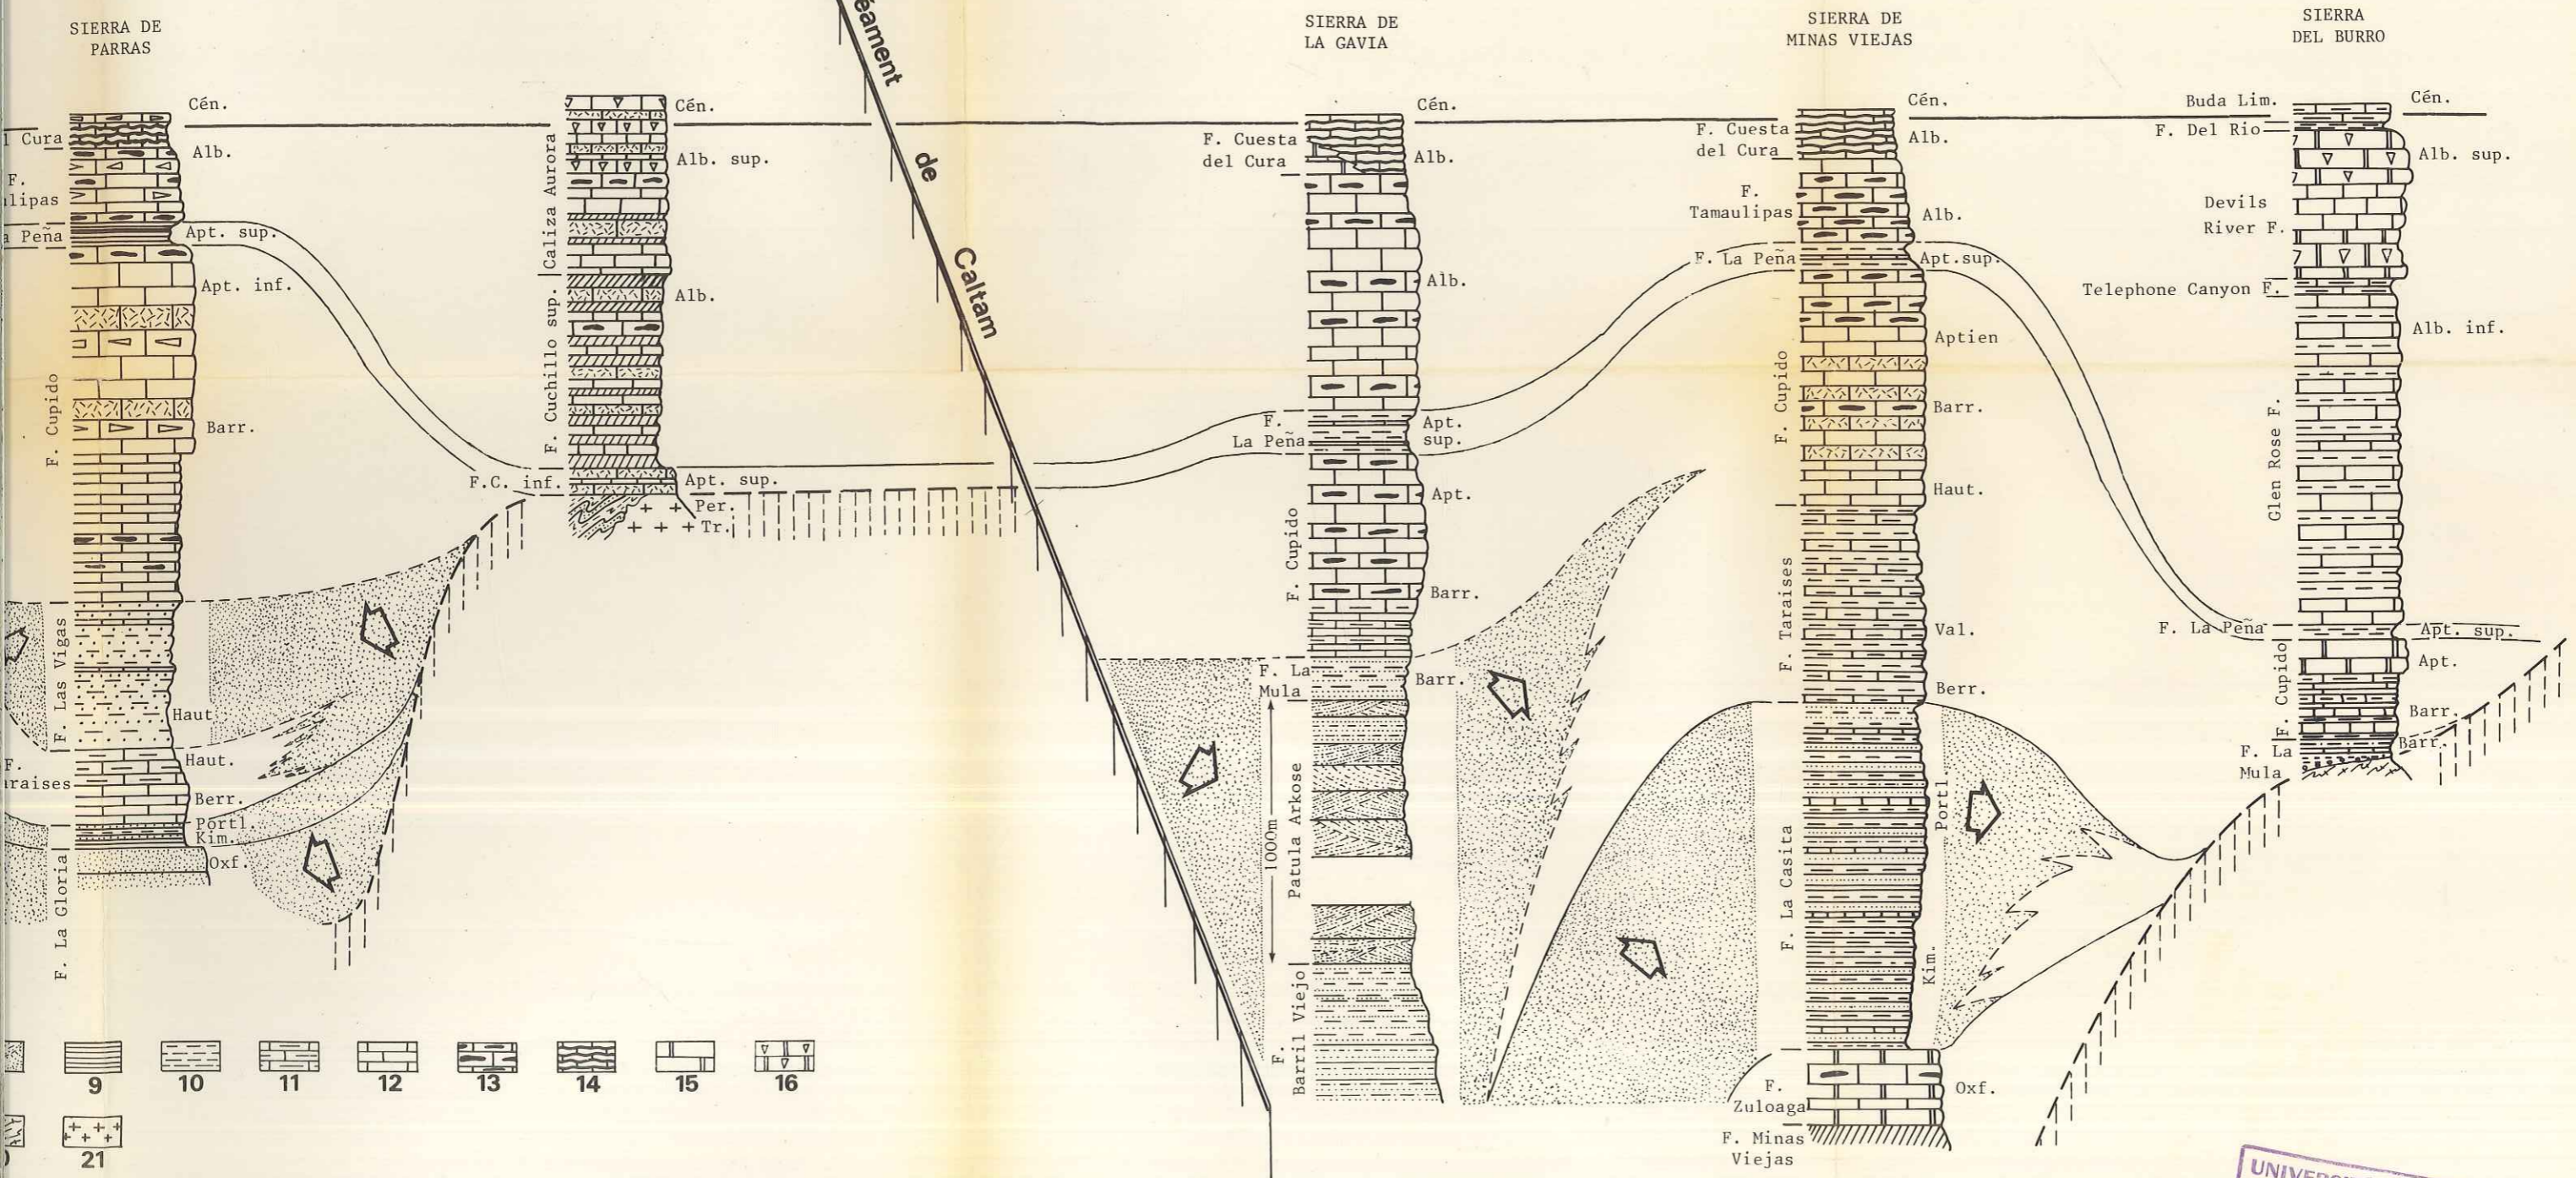 SIERRA DE
PARRAS
Cén.
l Cura
Alb.
F.
lipas
a Peña
Apt. sup.
Apt. inf.
F. Cupido
Barr.
F. Las Vigas
Haut.
F.
araises
Haut.
Berr.
Portl.
Kim.
F. La Gloria
Oxf.
Cén.
Caliza Aurora
Alb. sup.
F. Cuchillo sup.
Alb.
F.C. inf.
Apt. sup.
Per.
Tr.
éament
de
Caltam
SIERRA DE
LA GAVIA
Cén.
F. Cuesta
del Cura
Alb.
Alb.
F.
La Peña
Apt.
sup.
Apt.
F. Cupido
Barr.
F. La
Mula
Barr.
1000m
Patula Arkose
F.
Barril Viejo
SIERRA DE
MINAS VIEJAS
Cén.
F. Cuesta
del Cura
Alb.
F.
Tamaulipas
Alb.
F. La Peña
Apt.sup.
Aptien
F. Cupido
Barr.
Haut.
F. Taraises
Val.
Berr.
Portl.
F. La Casita
Kim.
F.
Zuloaga
Oxf.
F. Minas
Viejas
SIERRA
DEL BURRO
Buda Lim.
Cén.
F. Del Rio
Alb. sup.
Devils
River F.
Telephone Canyon F.
Alb. inf.
Glen Rose F.
F. La Peña
Apt. sup.
Apt.
F. Cupido
Barr.
F. La
Mula
Barr.
9 10 11 12 13 14 15 16
21